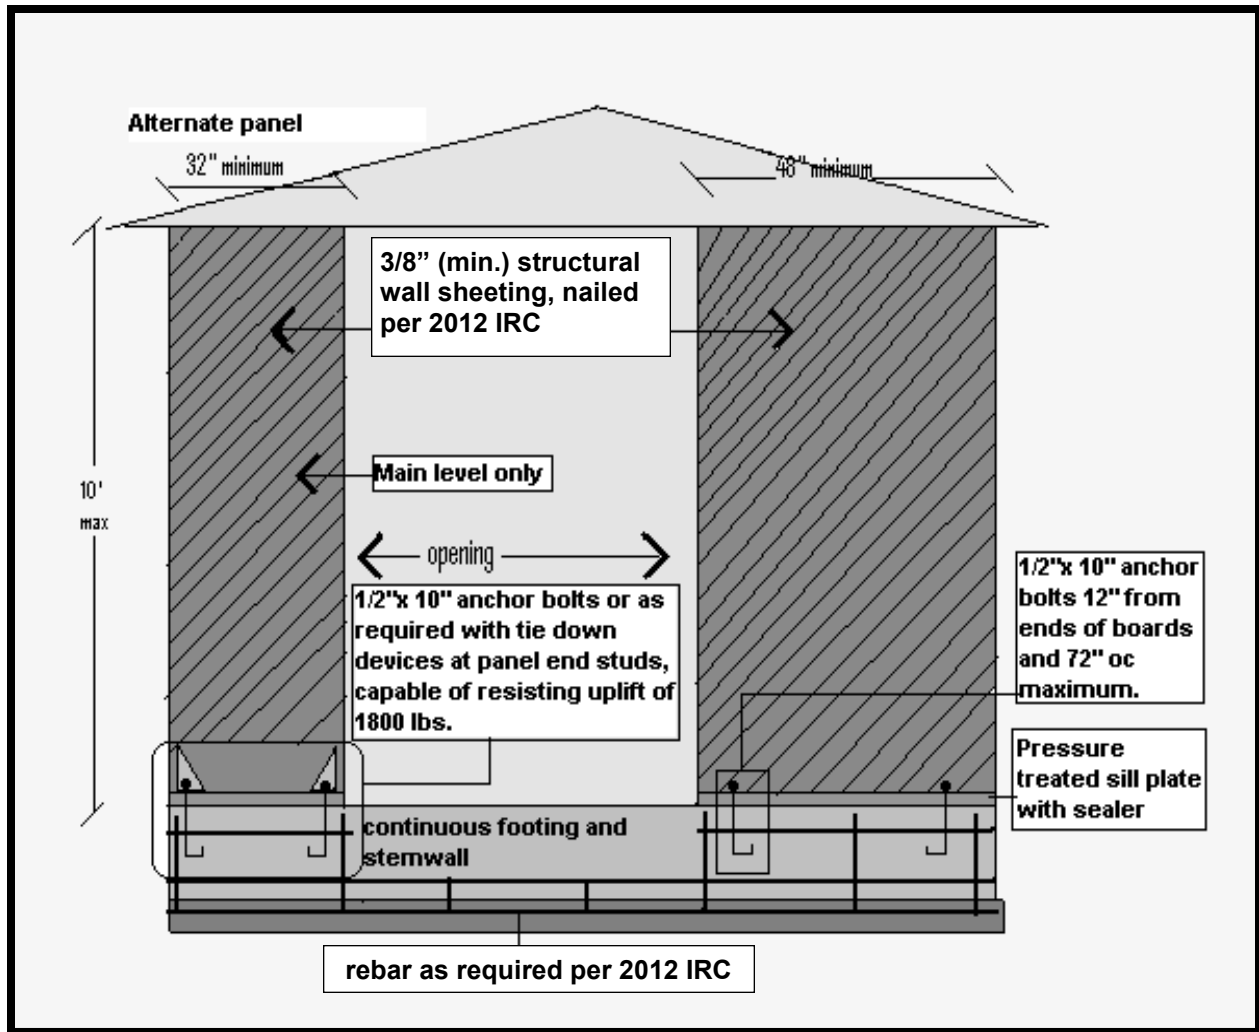 Alternate panel
32" minimum
48" minimum
3/8” (min.) structural
wall sheeting, nailed
per 2012 IRC
Main level only
10'
max
opening
1/2"x 10" anchor bolts or as
required with tie down
devices at panel end studs,
capable of resisting uplift of
1800 lbs.
1/2"x 10" anchor
bolts 12" from
ends of boards
and 72" oc
maximum.
Pressure
treated sill plate
with sealer
continuous footing and
stemwall
rebar as required per 2012 IRC